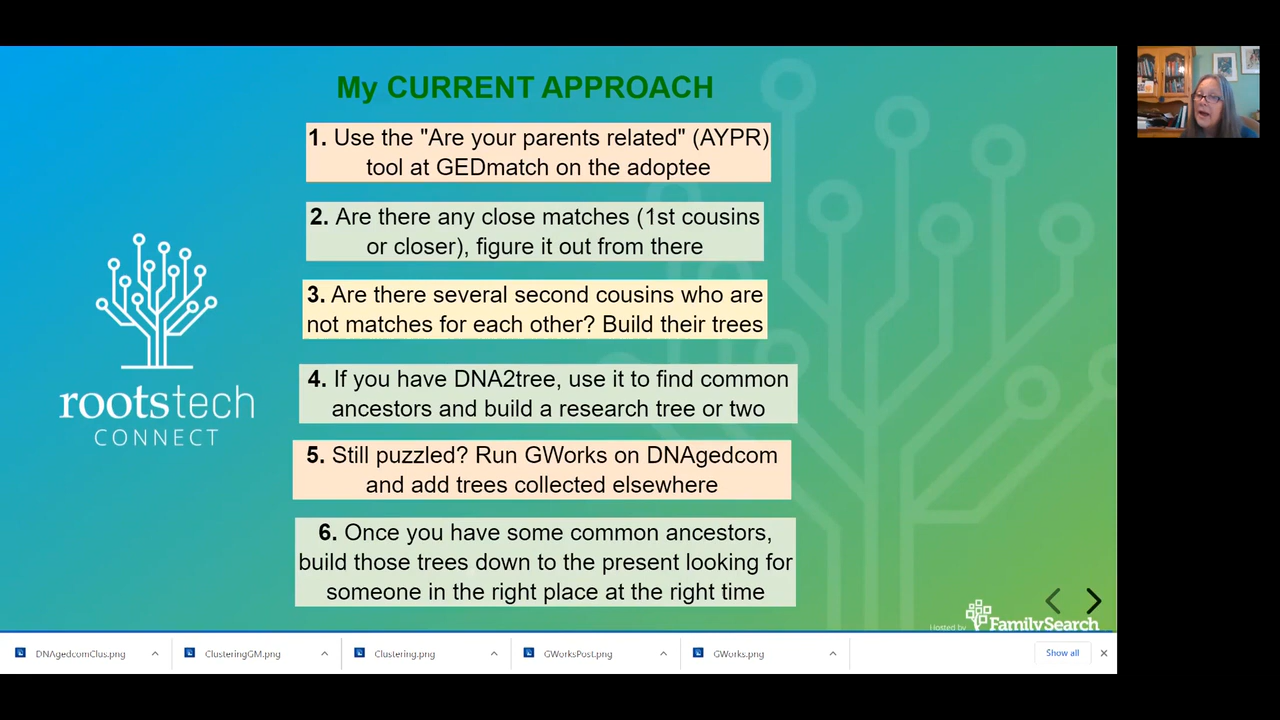 My CURRENT APPROACH
1. Use the "Are your parents related" (AYPR)
tool at GEDmatch on the adoptee
2. Are there any close matches (1st cousins
or closer), figure it out from there
3. Are there several second cousins who are
not matches for each other? Build their trees
4. If you have DNA2tree, use it to find common
ancestors and build a research tree or two
5. Still puzzled? Run GWorks on DNAgedcom
and add trees collected elsewhere
6. Once you have some common ancestors,
build those trees down to the present looking for
someone in the right place at the right time
rootstech
CONNECT
Hosted by FamilySearch
DNAgedcomClus.png
ClusteringGM.png
Clustering.png
GWorksPost.png
GWorks.png
Show all